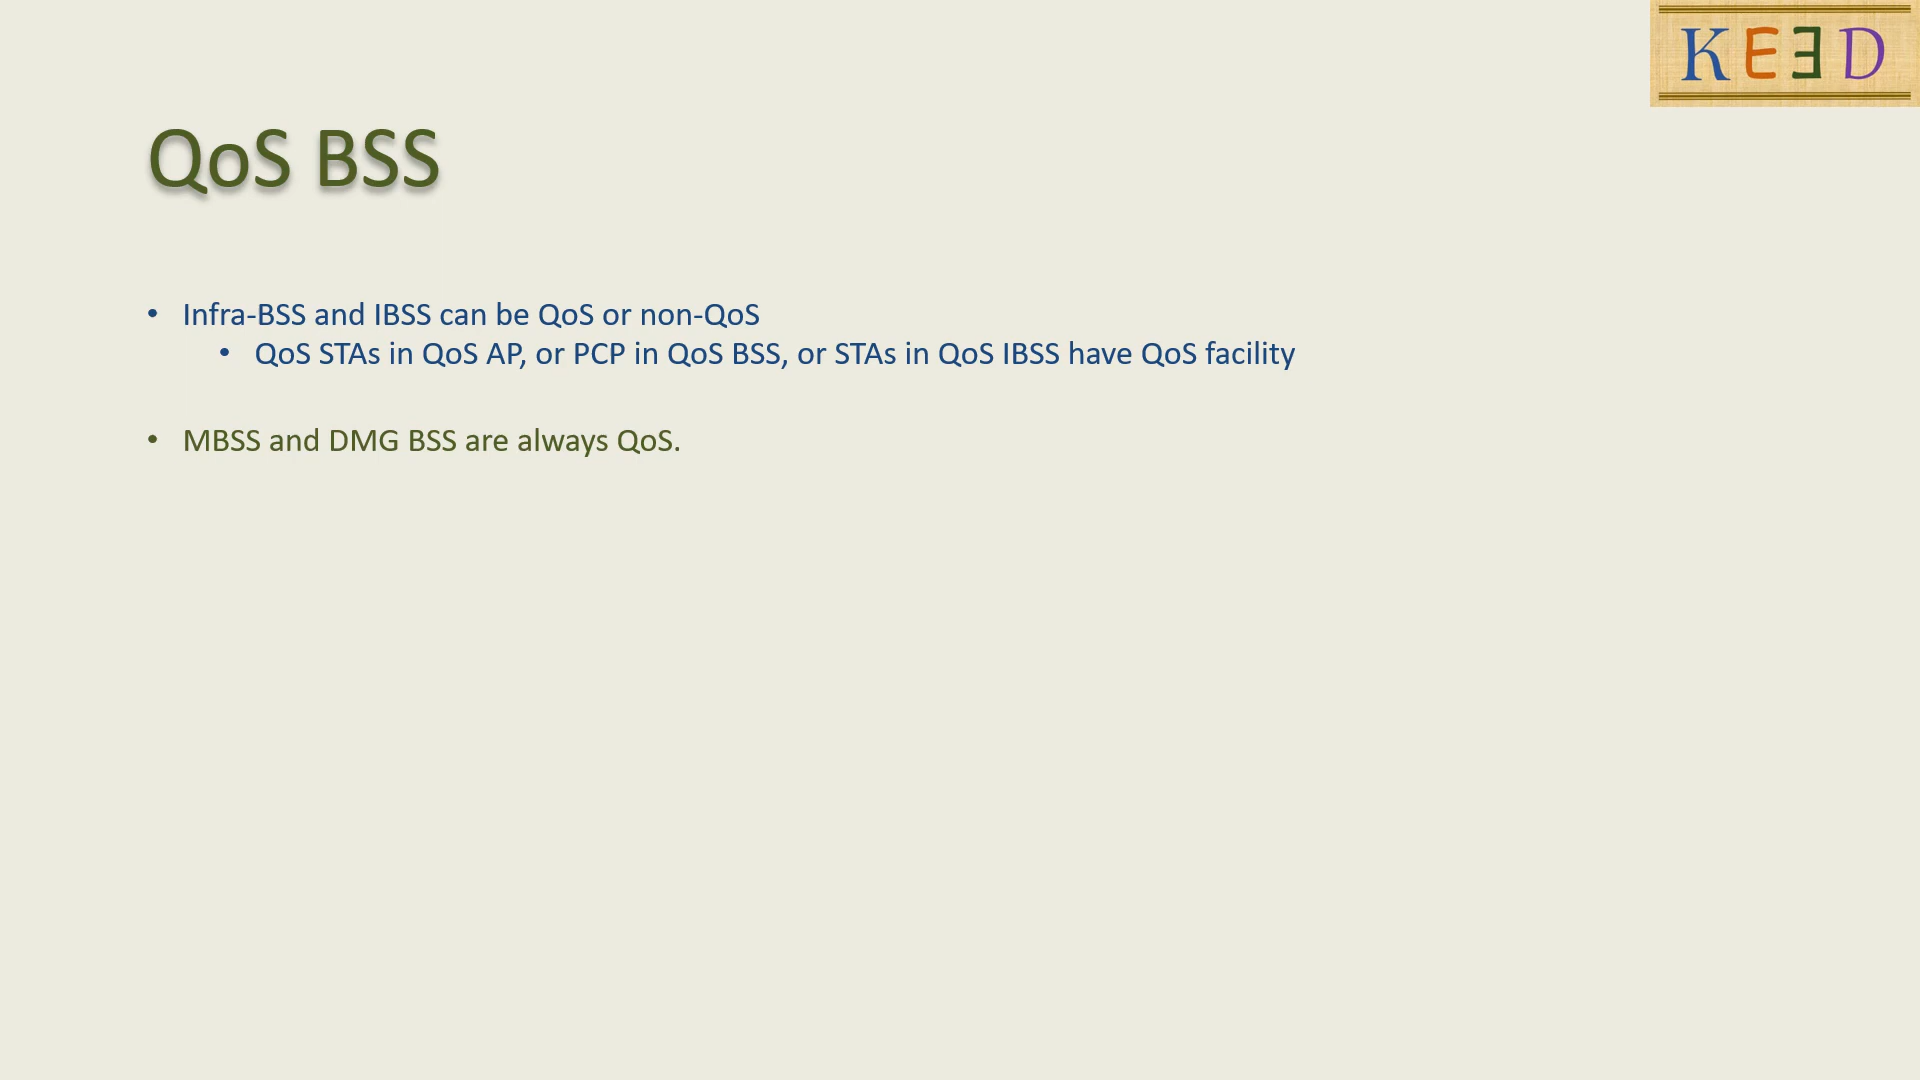 KEƎD
QoS BSS
• Infra-BSS and IBSS can be QoS or non-QoS
• QoS STAs in QoS AP, or PCP in QoS BSS, or STAs in QoS IBSS have QoS facility
• MBSS and DMG BSS are always QoS.